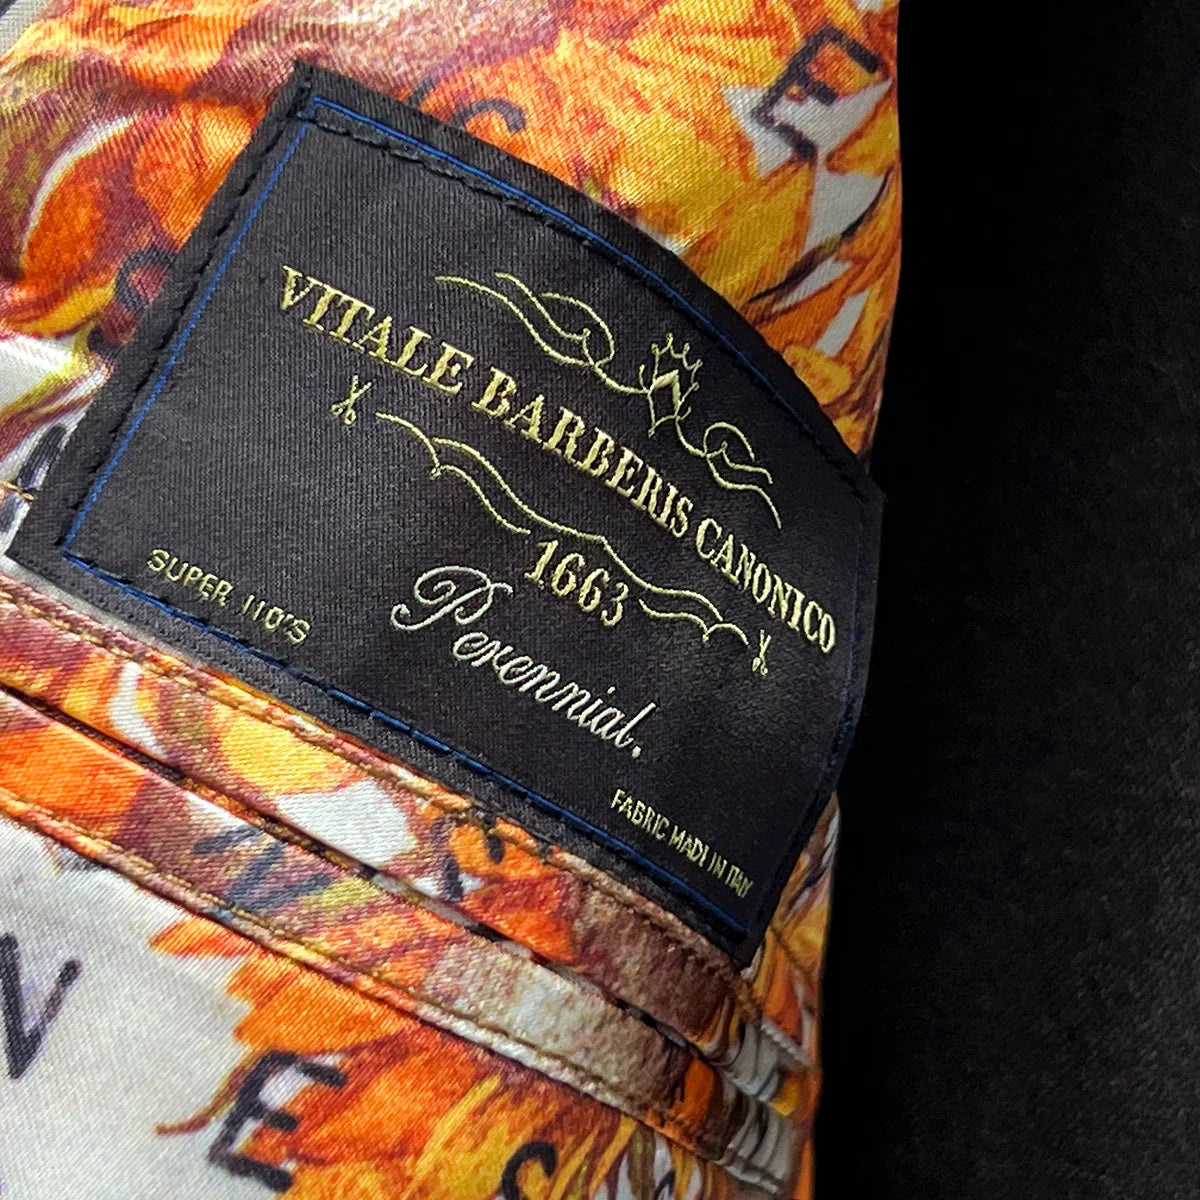 VITALE BARBERIS CANONICO
1663
Perennial.
SUPER 110'S
FABRIC MADE IN ITALY
V
E
S